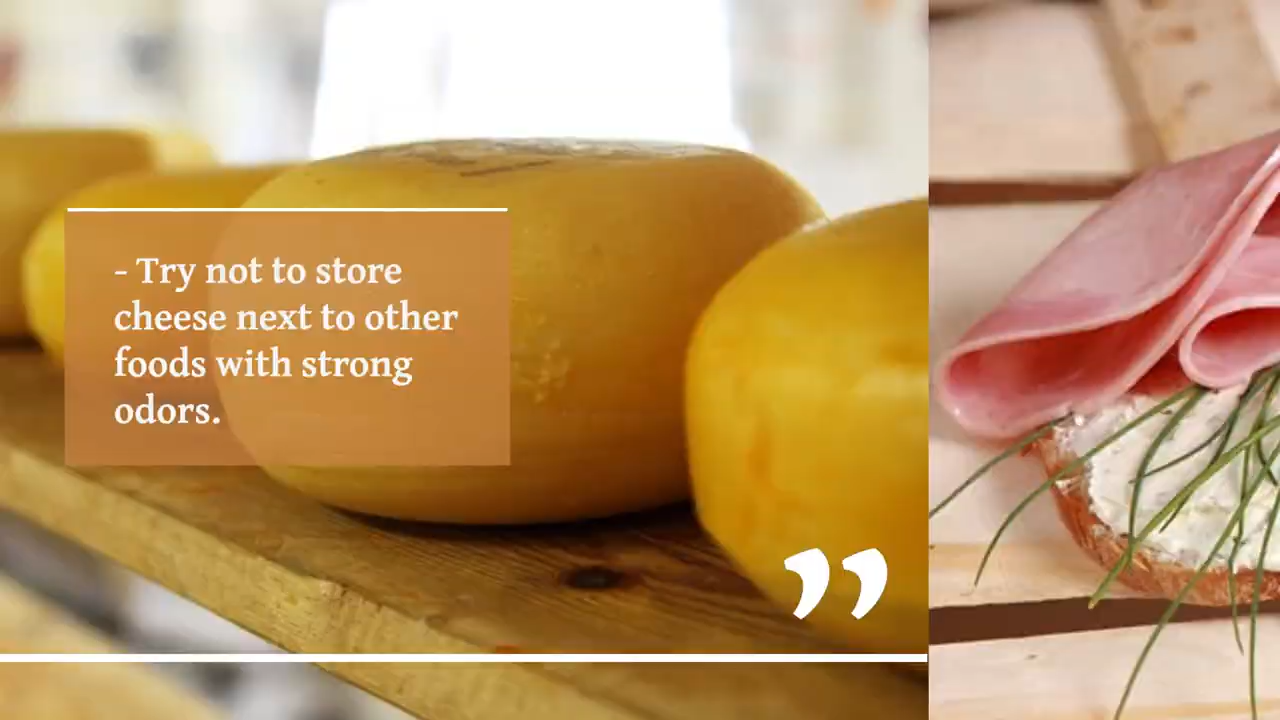 - Try not to store
cheese next to other
foods with strong
odors.
”